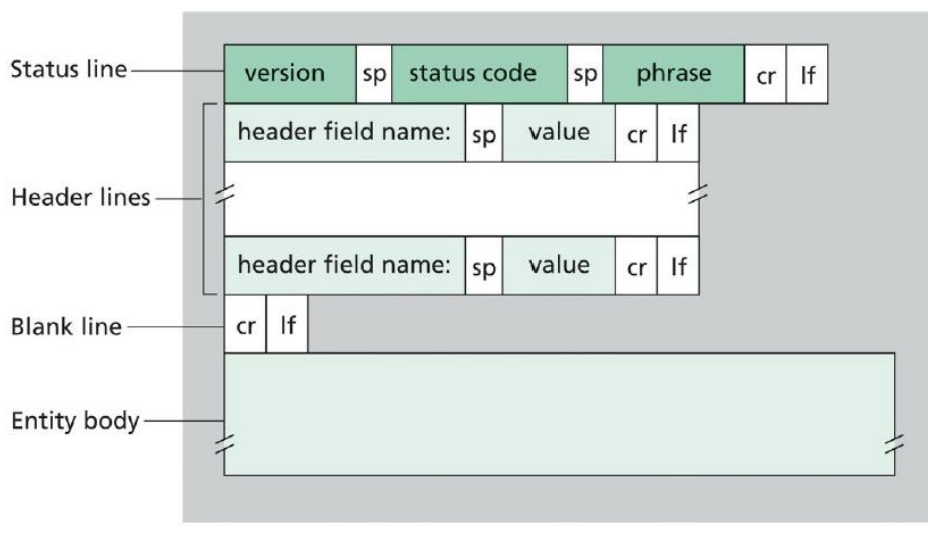 Status line
version sp status code sp phrase cr lf
header field name: sp value cr lf
Header lines
header field name: sp value cr lf
Blank line
cr lf
Entity body